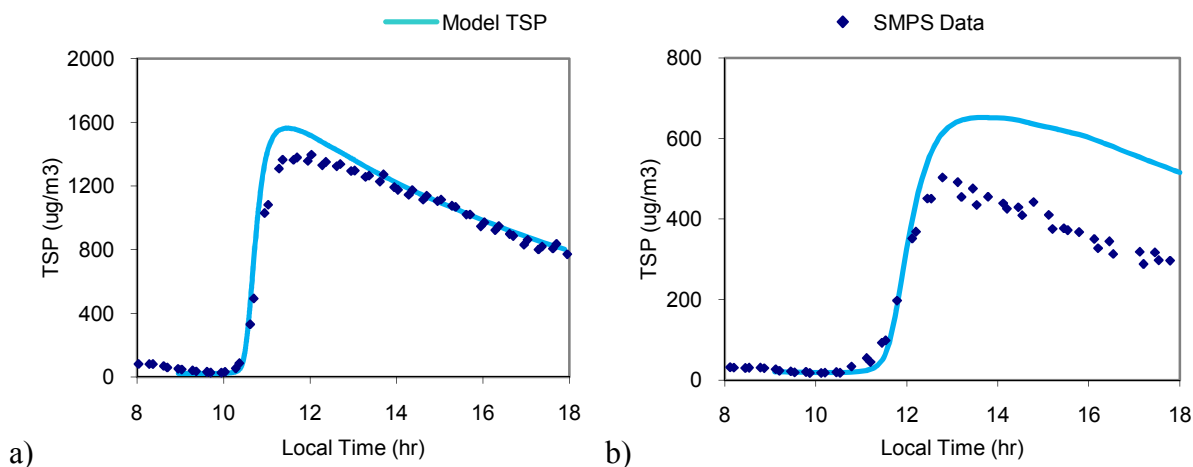 Model TSP
SMPS Data
TSP (ug/m3)
2000
1600
1200
800
400
0
8 10 12 14 16 18
Local Time (hr)
a)
TSP (ug/m3)
800
600
400
200
0
8 10 12 14 16 18
Local Time (hr)
b)